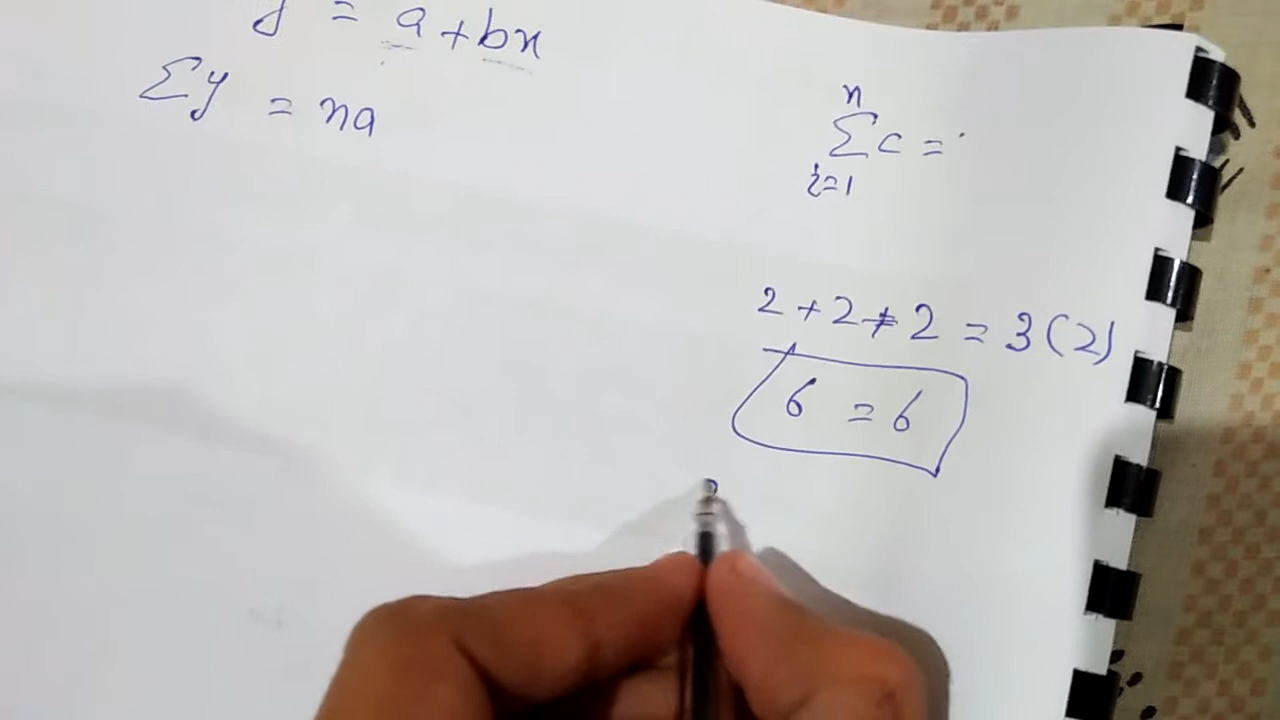 y = a + bx
Σy = na
n
Σ c =
i=1
2 + 2 + 2 = 3 (2)
6 = 6